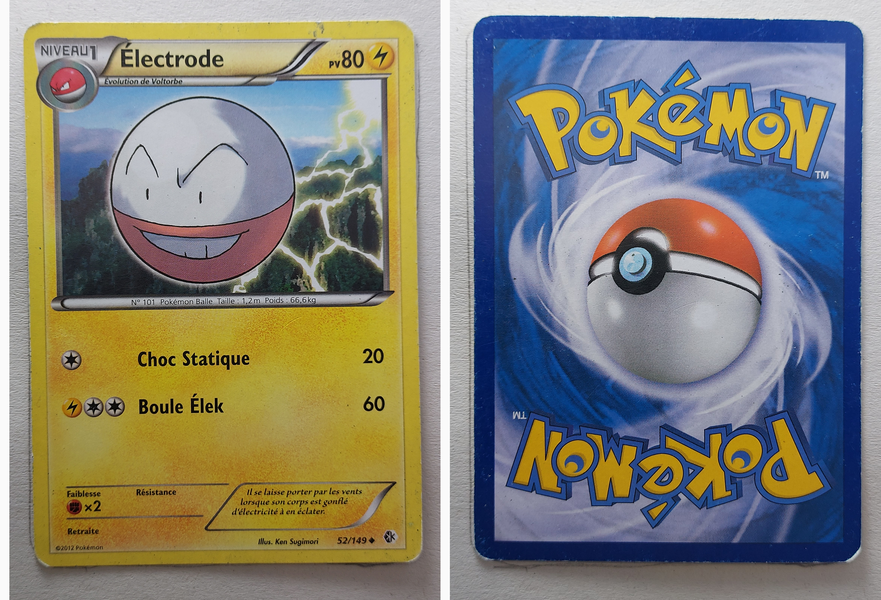 NIVEAU1
Électrode
PV80
Évolution de Voltorbe
N° 101 Pokémon Balle Taille : 1,2m Poids : 66,6kg
Choc Statique 20
Boule Élek 60
Faiblesse Résistance
×2
Retraite
Il se laisse porter par les vents
lorsque son corps est gonflé
d'électricité à en éclater.
©2012 Pokémon
Illus. Ken Sugimori
52/149
POKéMON
TM
TM
POKéMON